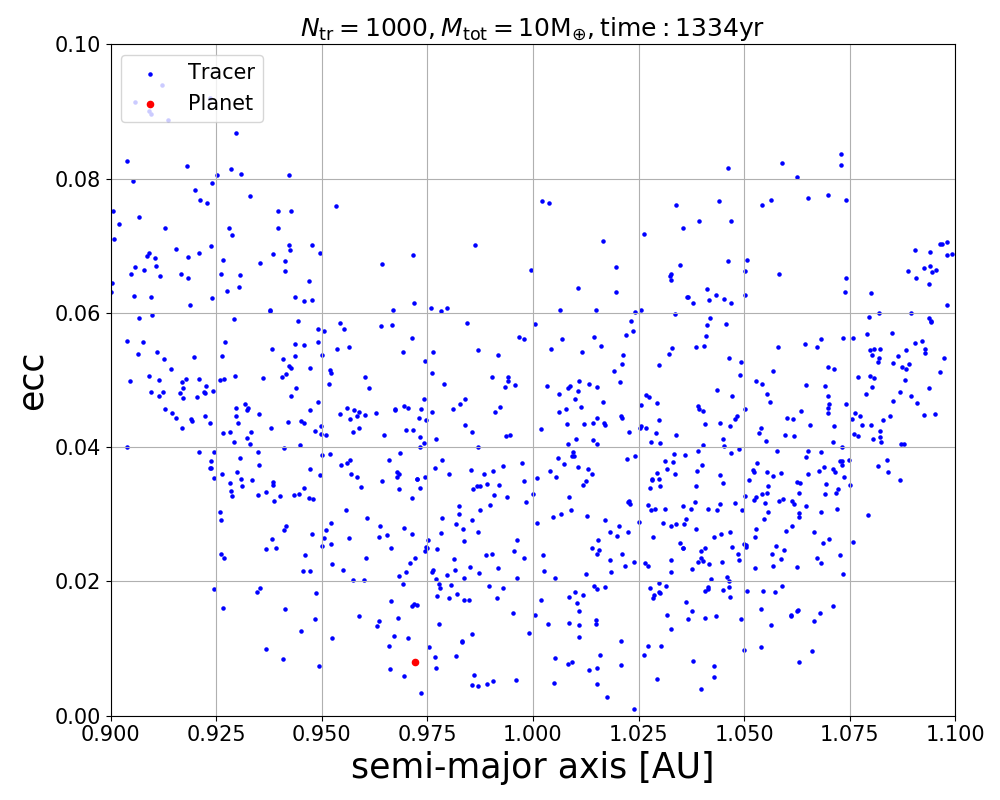 N_tr = 1000, M_tot = 10M_⊕, time : 1334yr
Tracer
Planet
ecc
0.10
0.08
0.06
0.04
0.02
0.00
0.900 0.925 0.950 0.975 1.000 1.025 1.050 1.075 1.100
semi-major axis [AU]